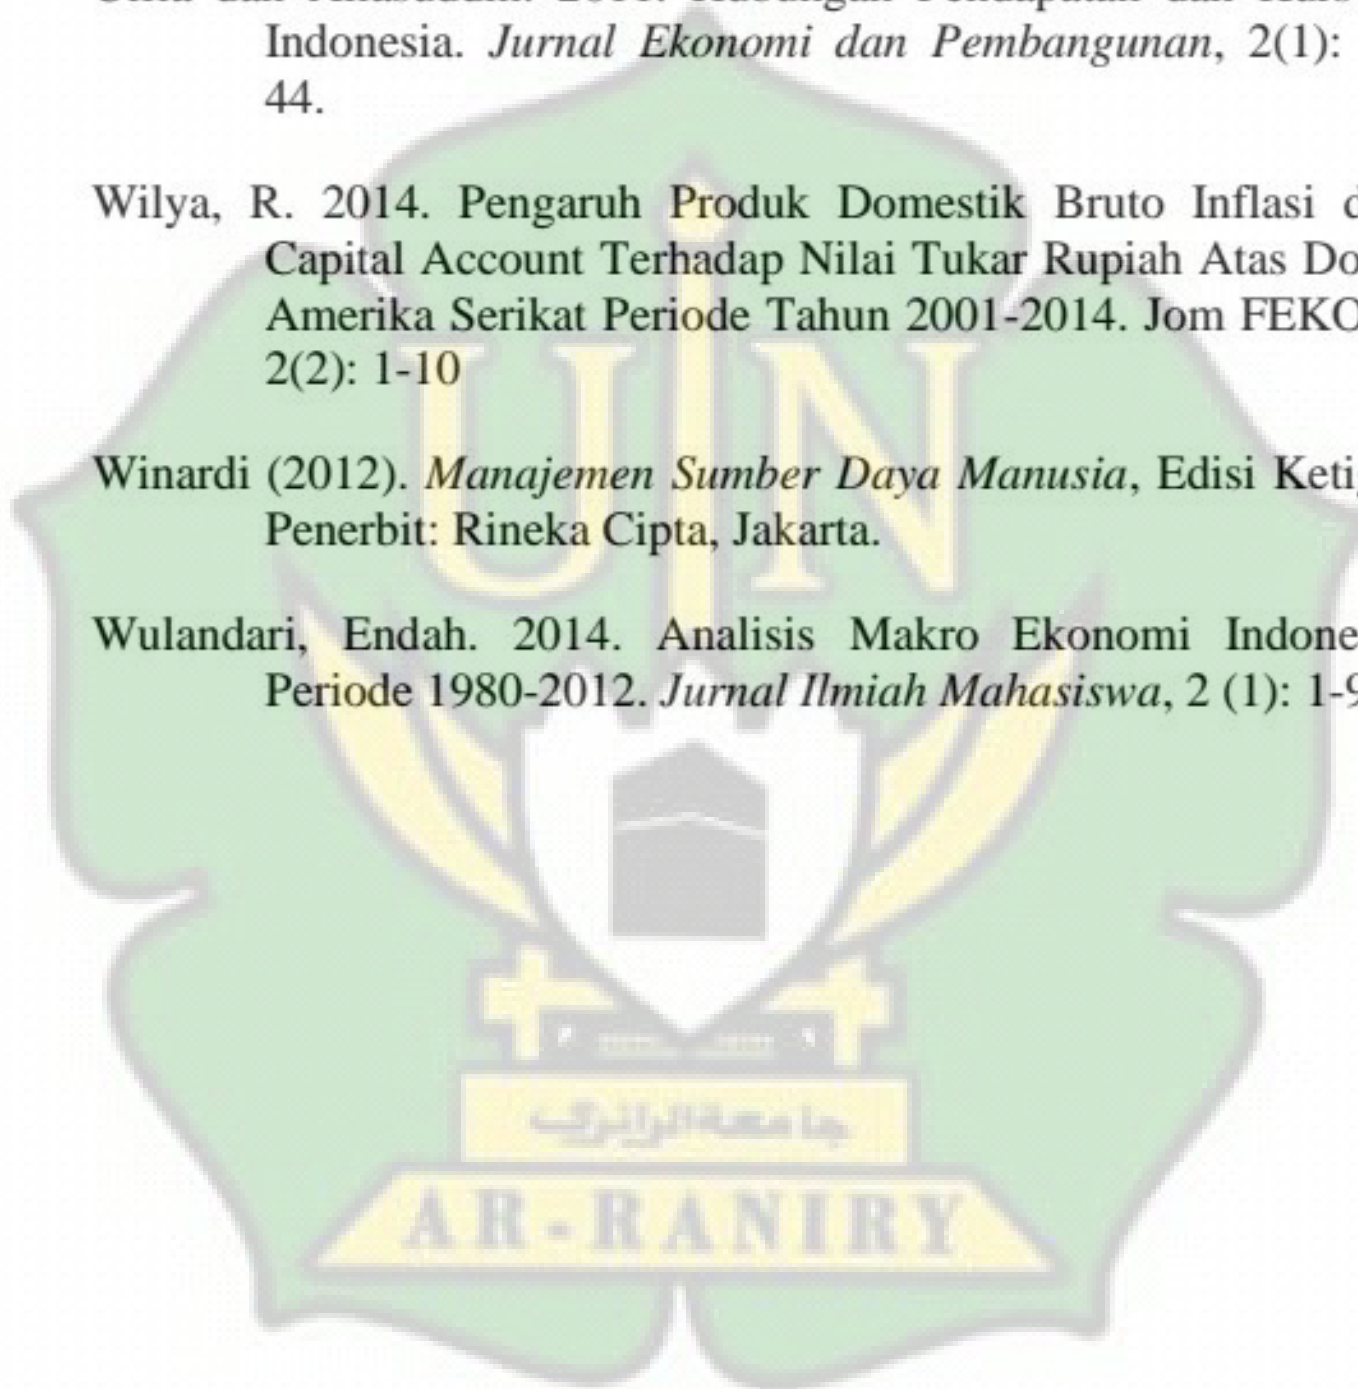 Indonesia. Jurnal Ekonomi dan Pembangunan, 2(1):
44.
Wilya, R. 2014. Pengaruh Produk Domestik Bruto Inflasi
Capital Account Terhadap Nilai Tukar Rupiah Atas
Amerika Serikat Periode Tahun 2001-2014. Jom
2(2): 1-10
Winardi (2012). Manajemen Sumber Daya Manusia, Edisi
Penerbit: Rineka Cipta, Jakarta.
Wulandari, Endah. 2014. Analisis Makro Ekonomi
Periode 1980-2012. Jurnal Ilmiah Mahasiswa, 2 (1):
UIN
جامعة الرانري
AR-RANIRY